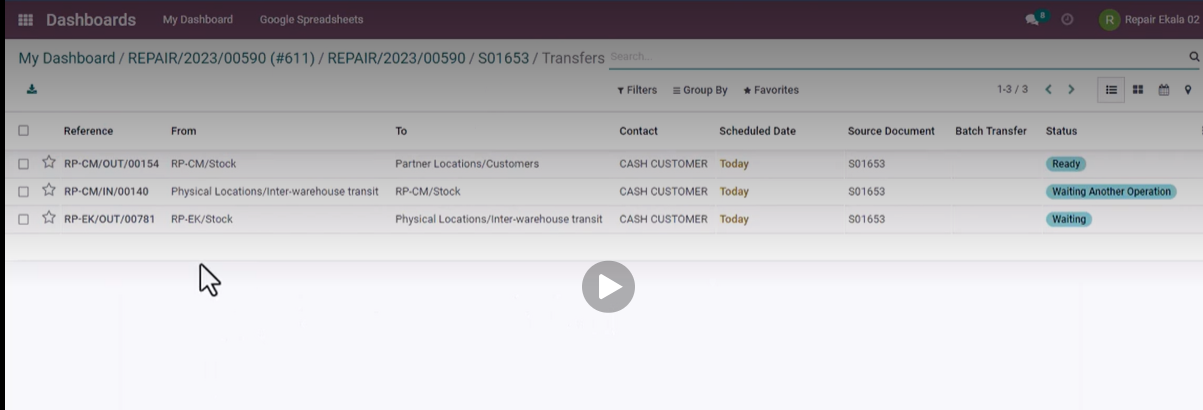 Dashboards My Dashboard Google Spreadsheets 8 R Repair Ekala 02
My Dashboard / REPAIR/2023/00590 (#611) / REPAIR/2023/00590 / S01653 / Transfers Search...
Filters Group By Favorites 1-3 / 3
Reference From To Contact Scheduled Date Source Document Batch Transfer Status
RP-CM/OUT/00154 RP-CM/Stock Partner Locations/Customers CASH CUSTOMER Today S01653 Ready
RP-CM/IN/00140 Physical Locations/Inter-warehouse transit RP-CM/Stock CASH CUSTOMER Today S01653 Waiting Another Operation
RP-EK/OUT/00781 RP-EK/Stock Physical Locations/Inter-warehouse transit CASH CUSTOMER Today S01653 Waiting